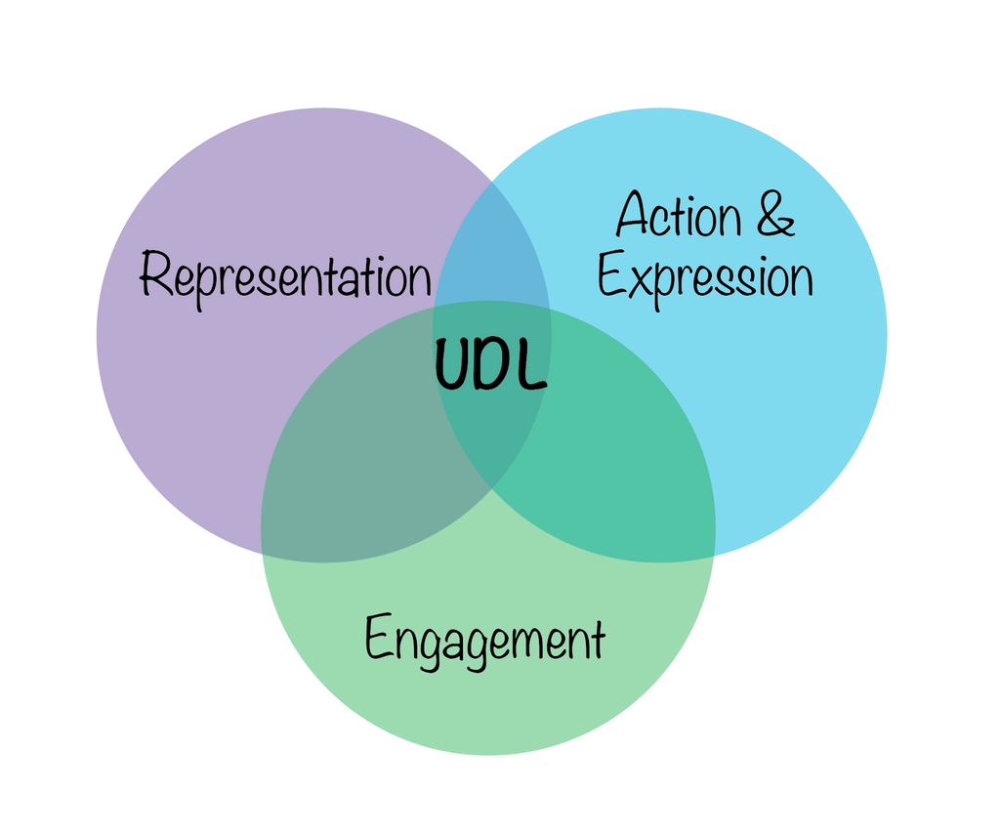 Representation
Action &
Expression
UDL
Engagement